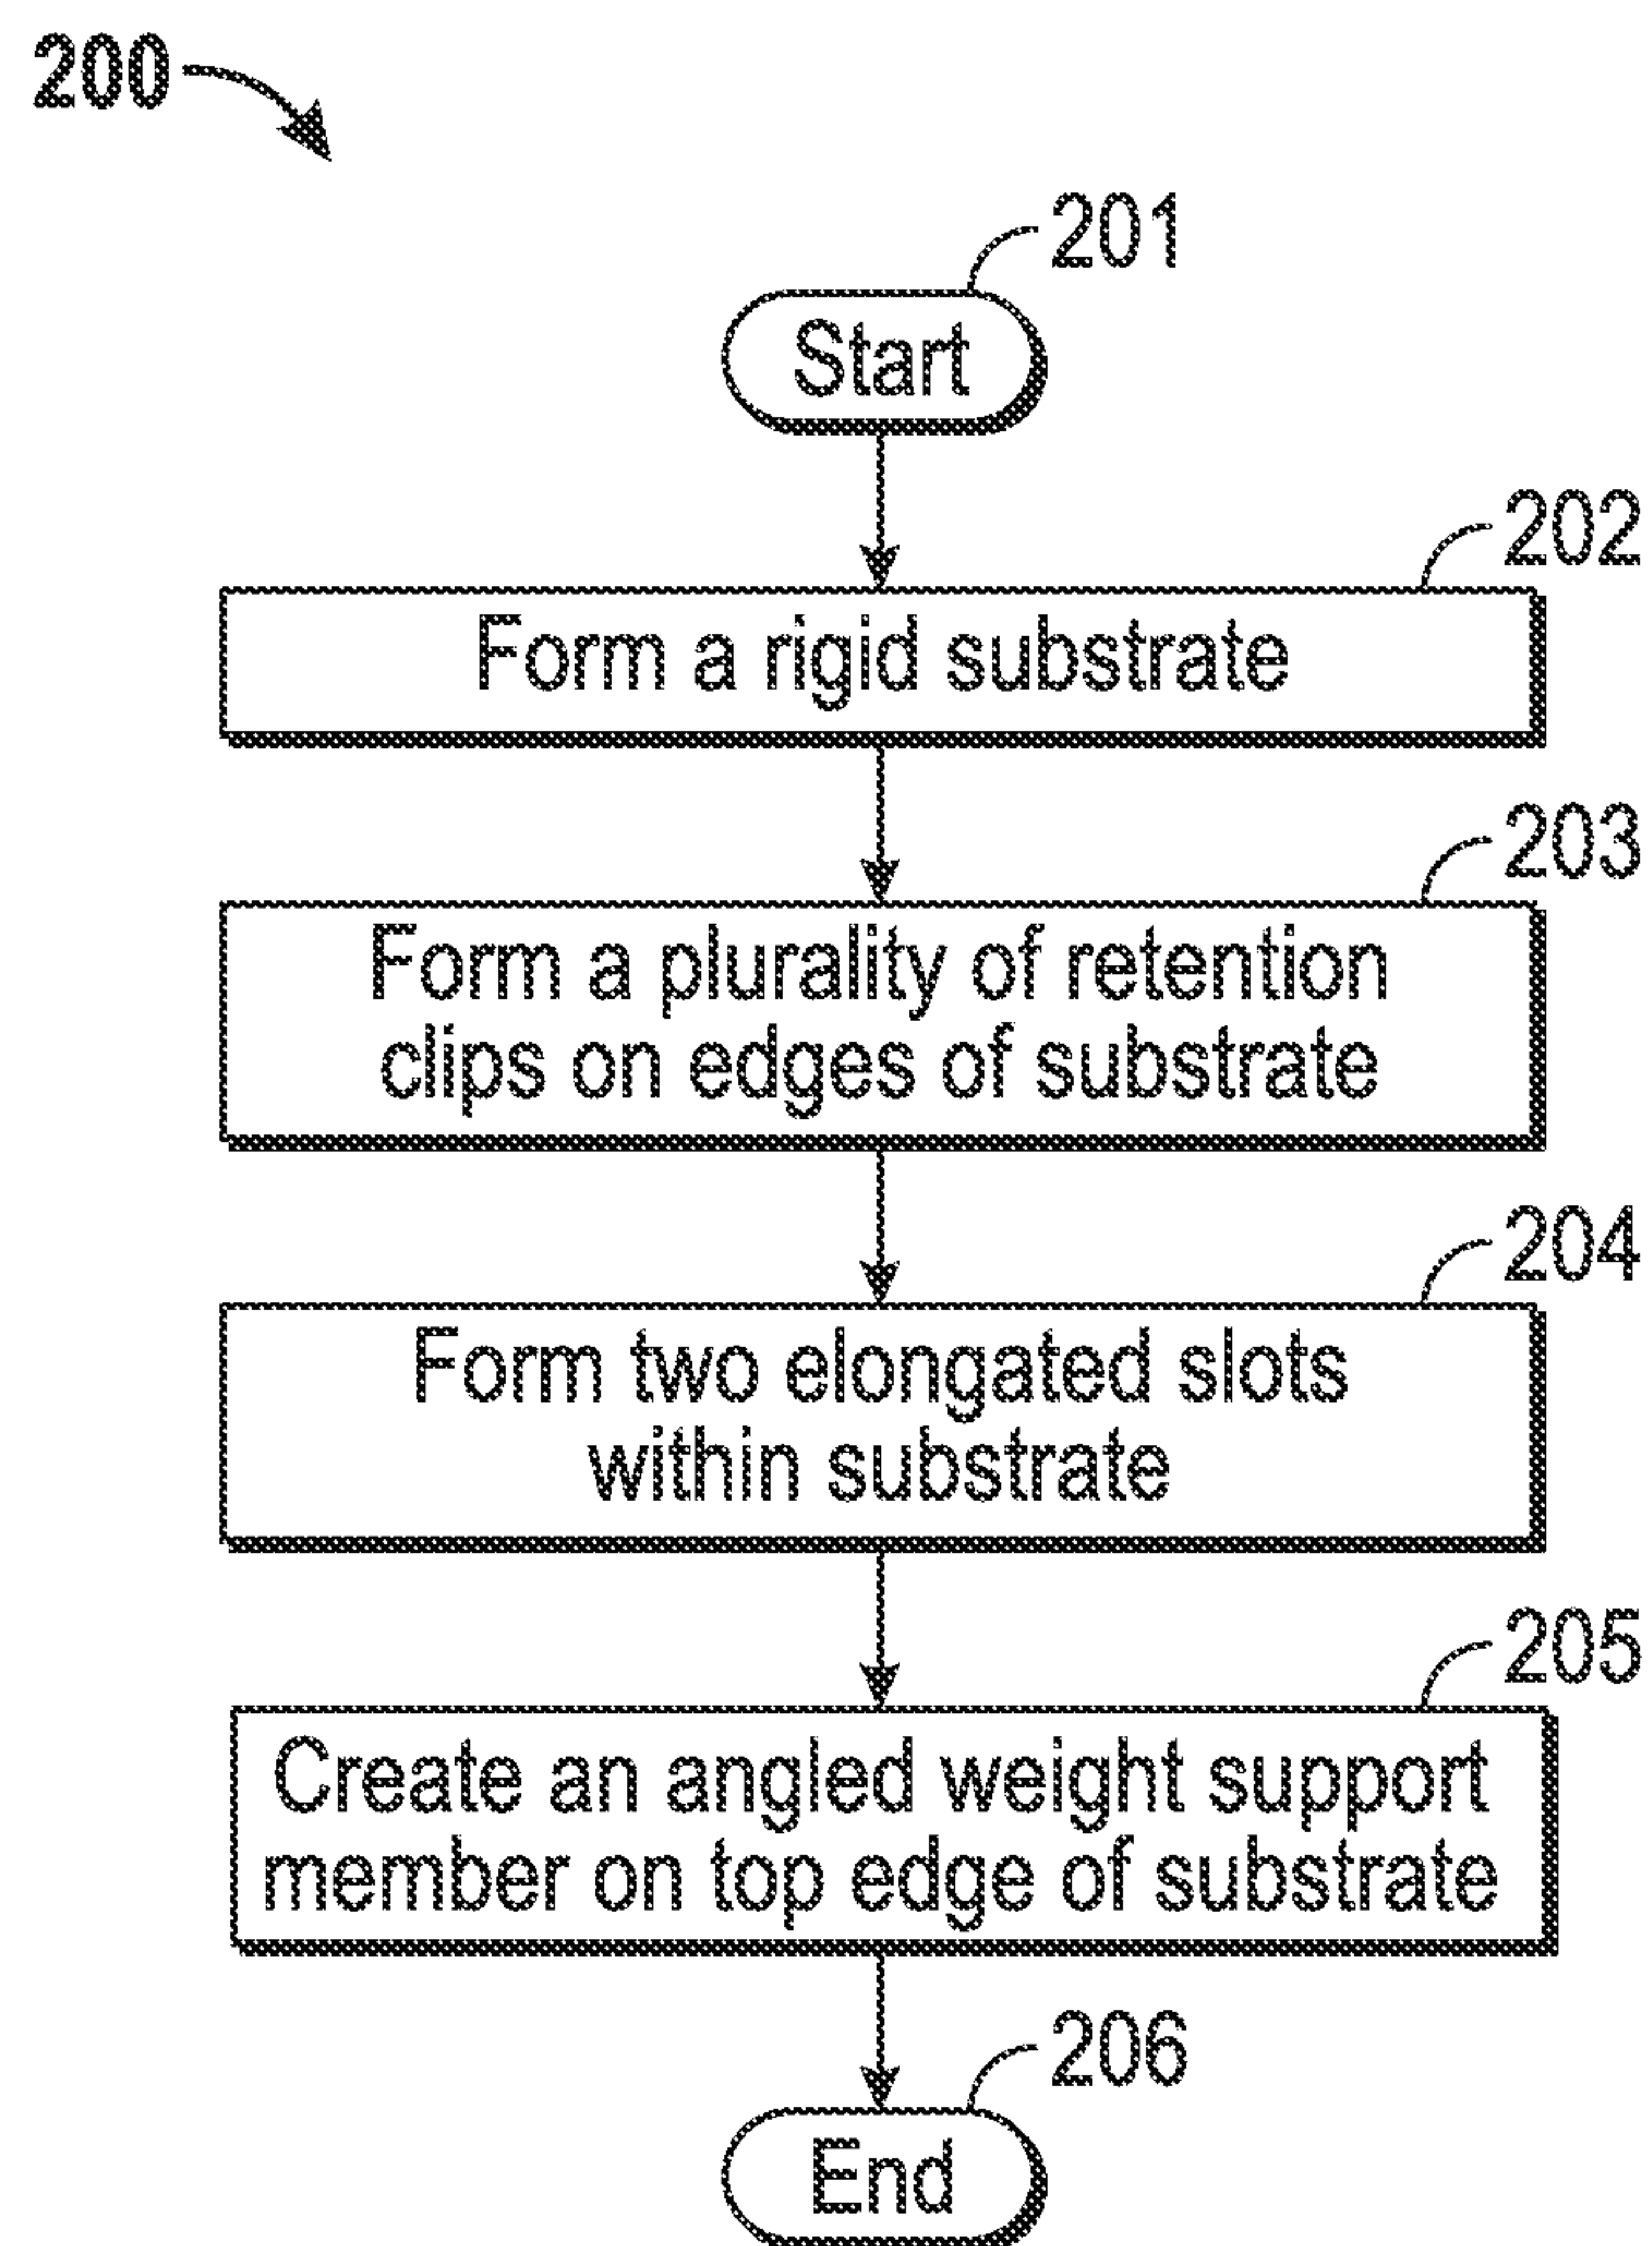 200
201
Start
202
Form a rigid substrate
203
Form a plurality of retention
clips on edges of substrate
204
Form two elongated slots
within substrate
205
Create an angled weight support
member on top edge of substrate
206
End